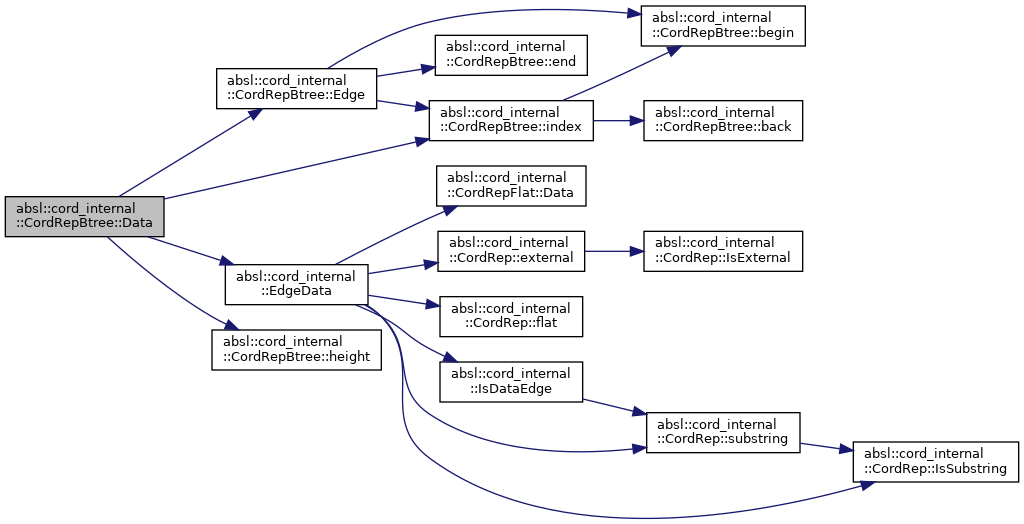 absl::cord_internal
::CordRepBtree::Data
absl::cord_internal
::CordRepBtree::Edge
absl::cord_internal
::CordRepBtree::begin
absl::cord_internal
::CordRepBtree::end
absl::cord_internal
::CordRepBtree::index
absl::cord_internal
::CordRepBtree::back
absl::cord_internal
::EdgeData
absl::cord_internal
::CordRepFlat::Data
absl::cord_internal
::CordRep::external
absl::cord_internal
::CordRep::IsExternal
absl::cord_internal
::CordRep::flat
absl::cord_internal
::IsDataEdge
absl::cord_internal
::CordRep::substring
absl::cord_internal
::CordRep::IsSubstring
absl::cord_internal
::CordRepBtree::height